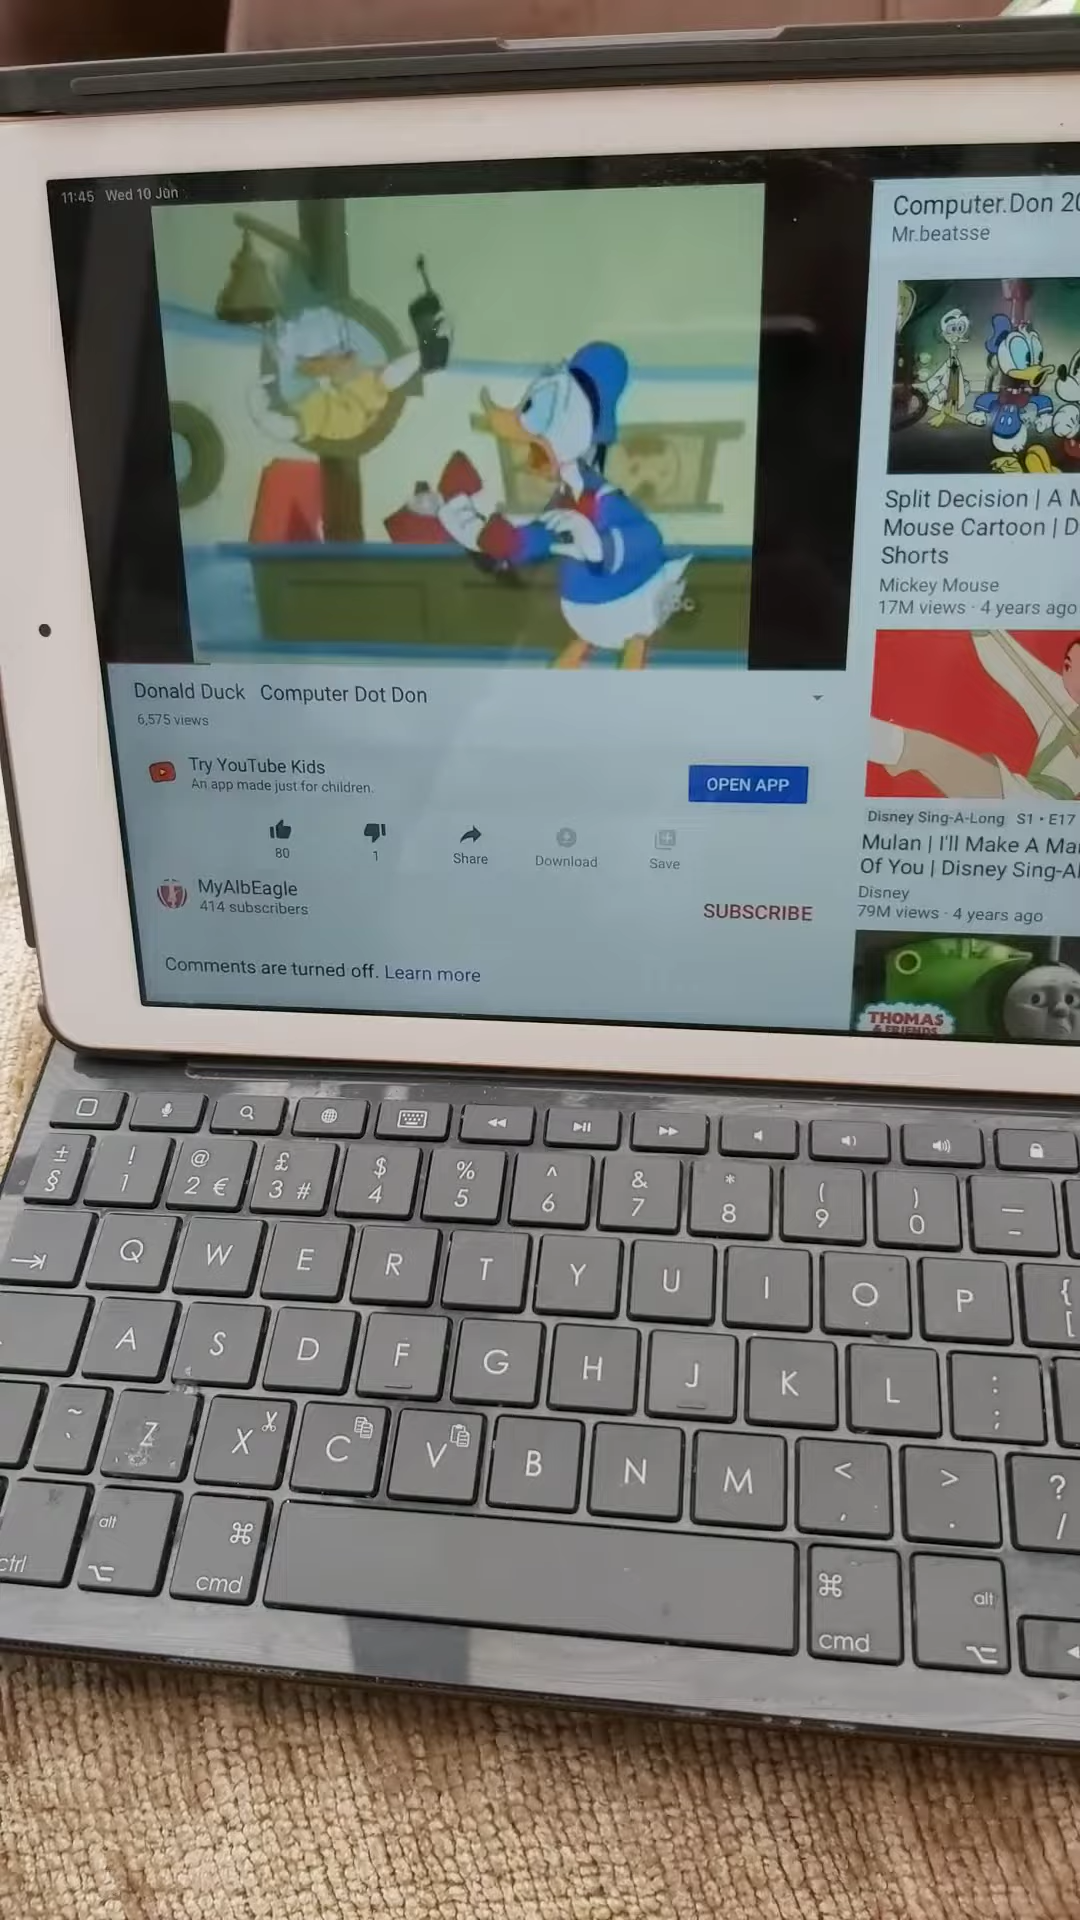 11:45 Wed 10 Jun
Computer.Don 20
Mr.beatsse
Split Decision | A M
Mouse Cartoon | D
Shorts
Mickey Mouse
17M views · 4 years ago
Donald Duck Computer Dot Don
6,575 views
Try YouTube Kids
An app made just for children.
OPEN APP
80
1
Share
Download
Save
MyAlbEagle
414 subscribers
SUBSCRIBE
Comments are turned off. Learn more
Disney Sing-A-Long S1 • E17
Mulan | I'll Make A Ma
Of You | Disney Sing-Al
Disney
79M views · 4 years ago
THOMAS
& FRIENDS
± ! @ £ $ % ^ & * ( ) —
§ 1 2 € 3 # 4 5 6 7 8 9 0 -
Q W E R T Y U I O P { [
A S D F G H J K L : ;
~ ` Z X C V B N M < , > . ? /
ctrl alt ⌥ ⌘ cmd ⌘ cmd alt ⌥